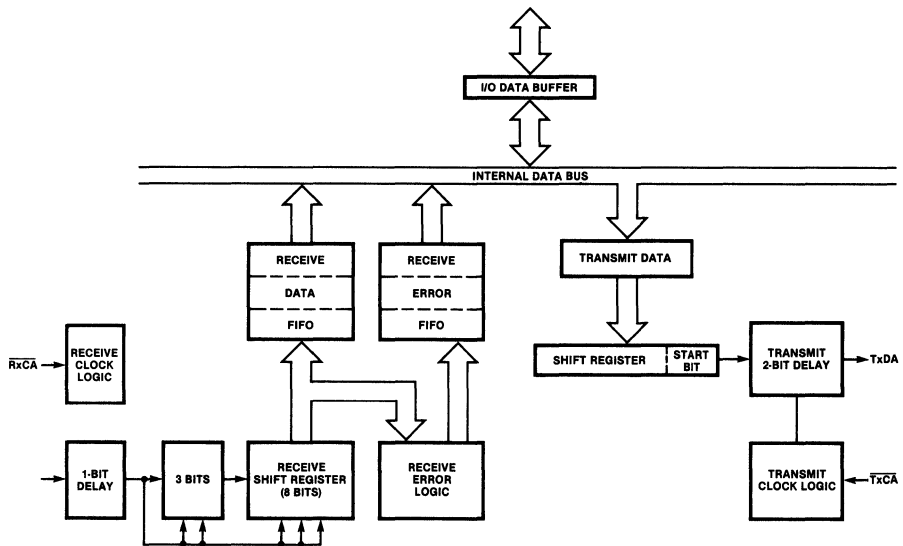 I/O DATA BUFFER
INTERNAL DATA BUS
RECEIVE
DATA
FIFO
RECEIVE
ERROR
FIFO
TRANSMIT DATA
SHIFT REGISTER
START
BIT
TRANSMIT
2-BIT DELAY
TxDA
R̅x̅C̅A̅
RECEIVE
CLOCK
LOGIC
1-BIT
DELAY
3 BITS
RECEIVE
SHIFT REGISTER
(8 BITS)
RECEIVE
ERROR
LOGIC
TRANSMIT
CLOCK LOGIC
T̅x̅C̅A̅